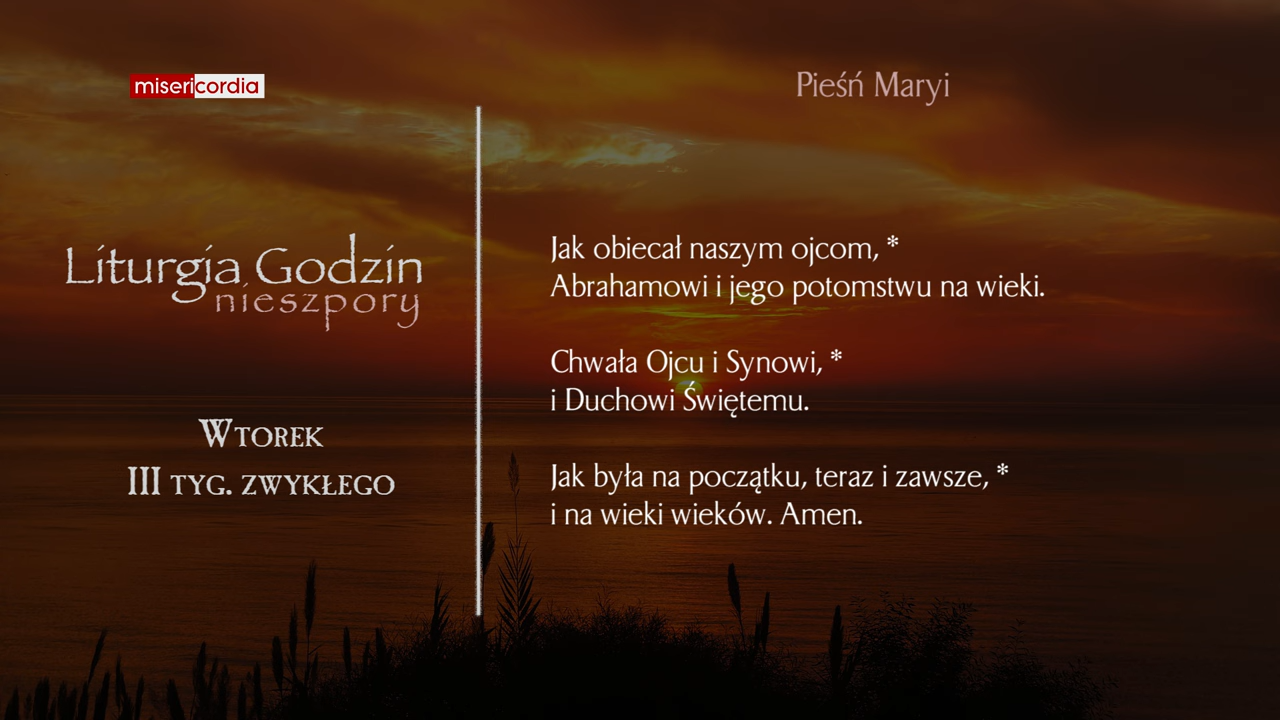 misericordia
Pieśń Maryi
Liturgia Godzin
nieszpory
Wtorek
III tyg. zwykłego
Jak obiecał naszym ojcom, *
Abrahamowi i jego potomstwu na wieki.
Chwała Ojcu i Synowi, *
i Duchowi Świętemu.
Jak była na początku, teraz i zawsze, *
i na wieki wieków. Amen.